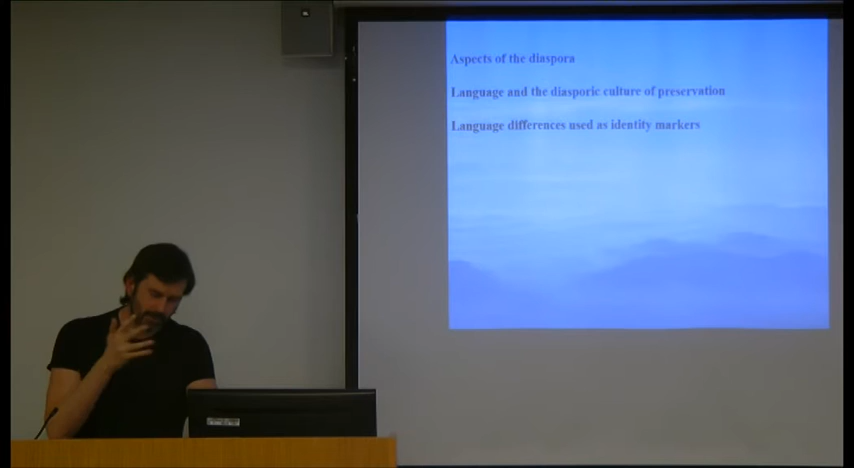 Aspects of the diaspora
Language and the diasporic culture of preservation
Language differences used as identity markers